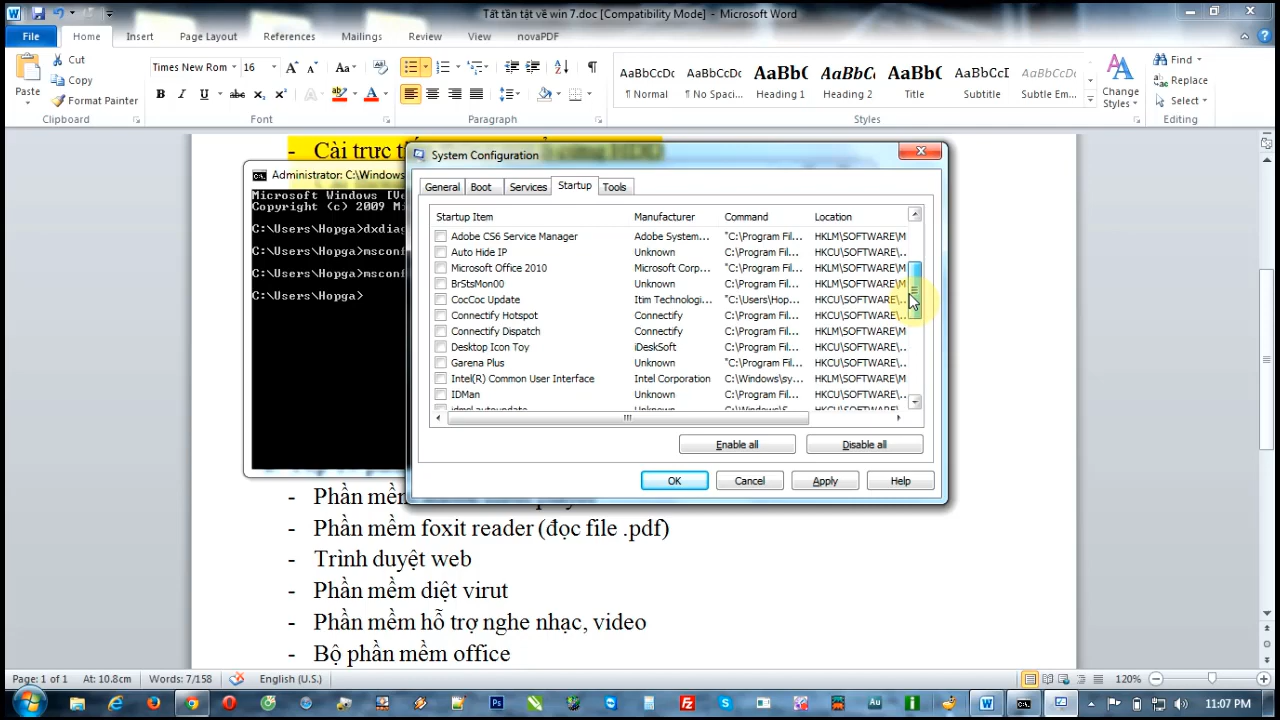 Tất tần tật về win 7.doc [Compatibility Mode] - Microsoft Word
File Home Insert Page Layout References Mailings Review View novaPDF
Paste
Cut
Copy
Format Painter
Times New Rom 16
AaBbCcDc AaBbCcDc AaBbC AaBbCc AaBbC AaBbCcD AaBbCcDc
¶ Normal ¶ No Spaci... Heading 1 Heading 2 Title Subtitle Subtle Em...
Change Styles
Find
Replace
Select
Clipboard Font Paragraph Styles Editing
- Cài trực HDD
Administrator: C:\Windows
Microsoft Windows [Ve
Copyright (c) 2009 Mi
C:\Users\Hopga>dxdiag
C:\Users\Hopga>msconf
C:\Users\Hopga>msconf
C:\Users\Hopga>
System Configuration
General Boot Services Startup Tools
Startup Item Manufacturer Command Location
Adobe CS6 Service Manager Adobe System... "C:\Program Fil... HKLM\SOFTWARE\M
Auto Hide IP Unknown "C:\Program Fil... HKCU\SOFTWARE\...
Microsoft Office 2010 Microsoft Corp... "C:\Program Fil... HKLM\SOFTWARE\M
BrStsMon00 Unknown C:\Program Fil... HKLM\SOFTWARE\M
CocCoc Update Itim Technologi... "C:\Users\Hop... HKCU\SOFTWARE\...
Connectify Hotspot Connectify C:\Program Fil... HKCU\SOFTWARE\...
Connectify Dispatch Connectify C:\Program Fil... HKLM\SOFTWARE\M
Desktop Icon Toy iDeskSoft C:\Program Fil... HKCU\SOFTWARE\...
Garena Plus Unknown "C:\Program Fil... HKCU\SOFTWARE\...
Intel(R) Common User Interface Intel Corporation C:\Windows\sy... HKLM\SOFTWARE\M
IDMan Unknown C:\Program Fil... HKCU\SOFTWARE\...
Enable all Disable all
OK Cancel Apply Help
- Phần mềm
- Phần mềm foxit reader (đọc file .pdf)
- Trình duyệt web
- Phần mềm diệt virut
- Phần mềm hỗ trợ nghe nhạc, video
- Bộ phần mềm office
Page: 1 of 1 At: 10.8cm Words: 7/158 English (U.S.) 120%
11:07 PM